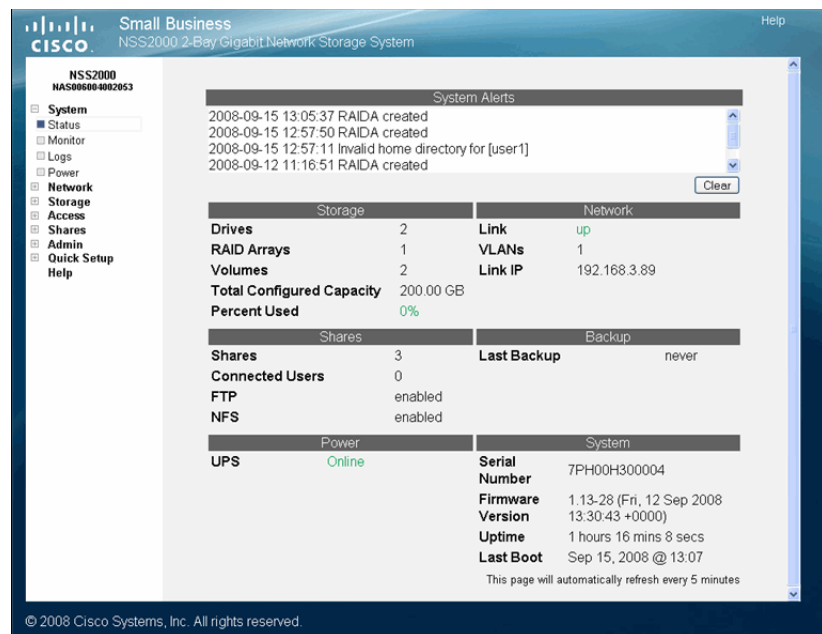 Small Business
Help
CISCO
NSS2000 2-Bay Gigabit Network Storage System
NSS2000
NAS006004002053
System
Status
Monitor
Logs
Power
Network
Storage
Access
Shares
Admin
Quick Setup
Help
System Alerts
2008-09-15 13:05:37 RAIDA created
2008-09-15 12:57:50 RAIDA created
2008-09-15 12:57:11 Invalid home directory for [user1]
2008-09-12 11:16:51 RAIDA created
Clear
Storage
Drives 2
RAID Arrays 1
Volumes 2
Total Configured Capacity 200.00 GB
Percent Used 0%
Network
Link up
VLANs 1
Link IP 192.168.3.89
Shares
Shares 3
Connected Users 0
FTP enabled
NFS enabled
Backup
Last Backup never
Power
UPS Online
System
Serial Number 7PH00H300004
Firmware Version 1.13-28 (Fri, 12 Sep 2008 13:30:43 +0000)
Uptime 1 hours 16 mins 8 secs
Last Boot Sep 15, 2008 @ 13:07
This page will automatically refresh every 5 minutes
© 2008 Cisco Systems, Inc. All rights reserved.